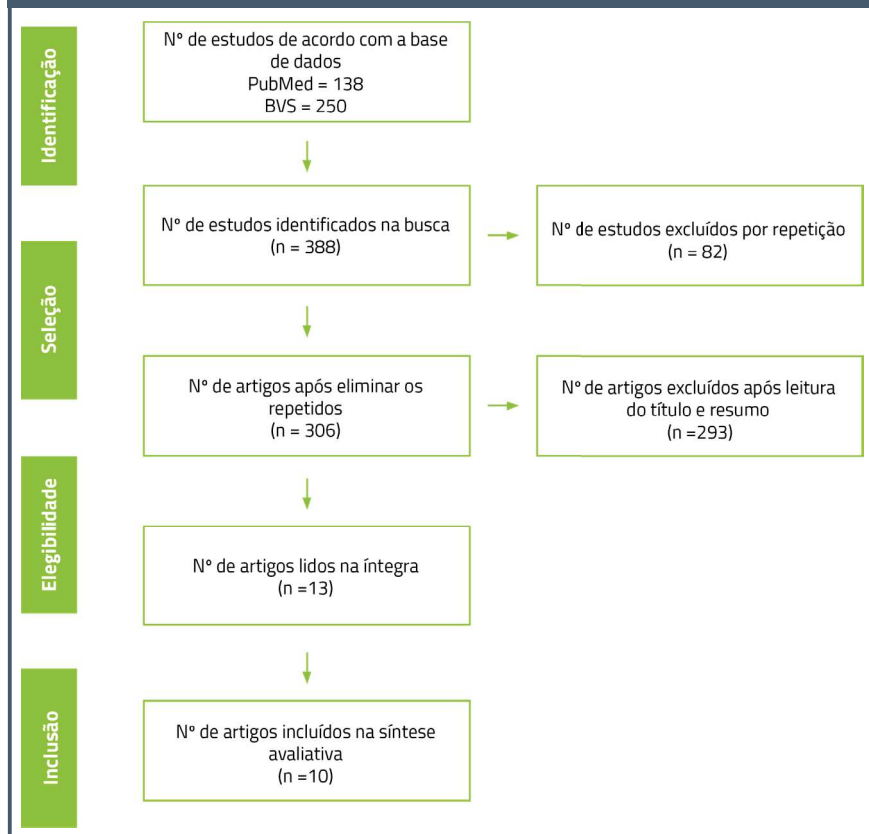 Identificação
Nº de estudos de acordo com a base
de dados
PubMed = 138
BVS = 250
Nº de estudos identificados na busca
(n = 388)
Nº de estudos excluídos por repetição
(n = 82)
Seleção
Nº de artigos após eliminar os
repetidos
(n = 306)
Nº de artigos excluídos após leitura
do título e resumo
(n =293)
Elegibilidade
Nº de artigos lidos na íntegra
(n =13)
Inclusão
Nº de artigos incluídos na síntese
avaliativa
(n =10)